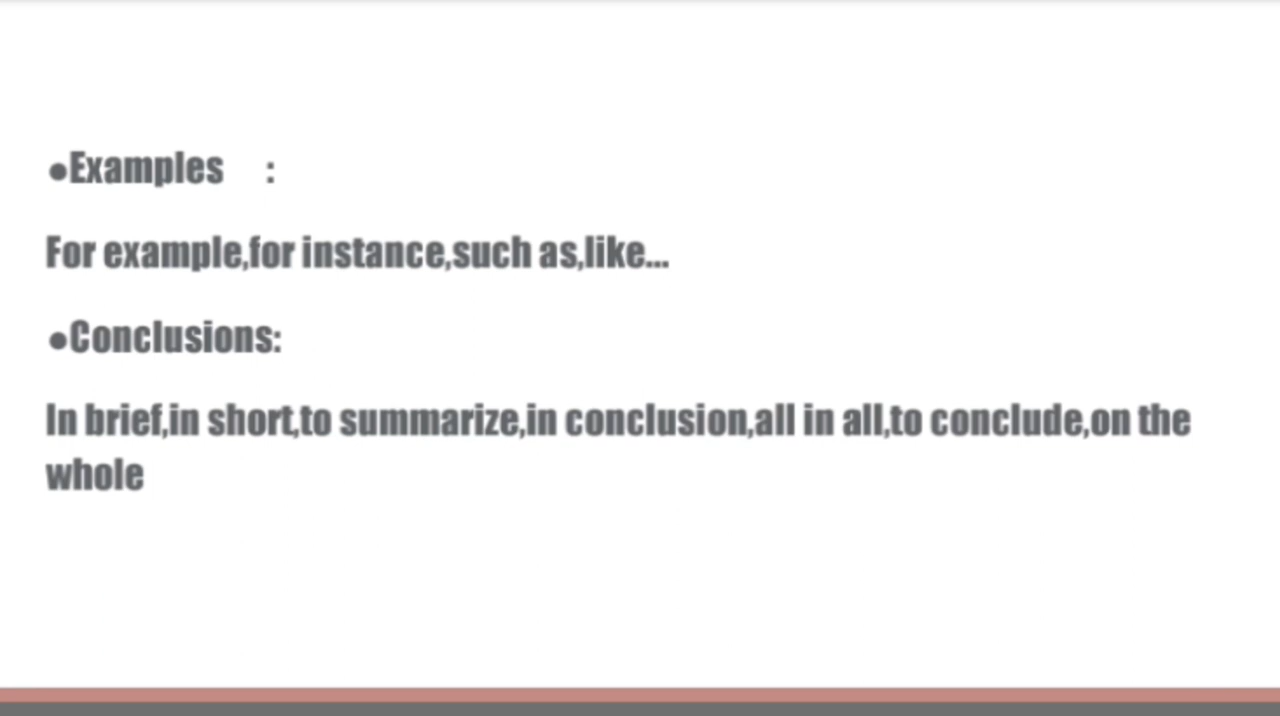 ●Examples :
For example,for instance,such as,like...
●Conclusions:
In brief,in short,to summarize,in conclusion,all in all,to conclude,on the
whole